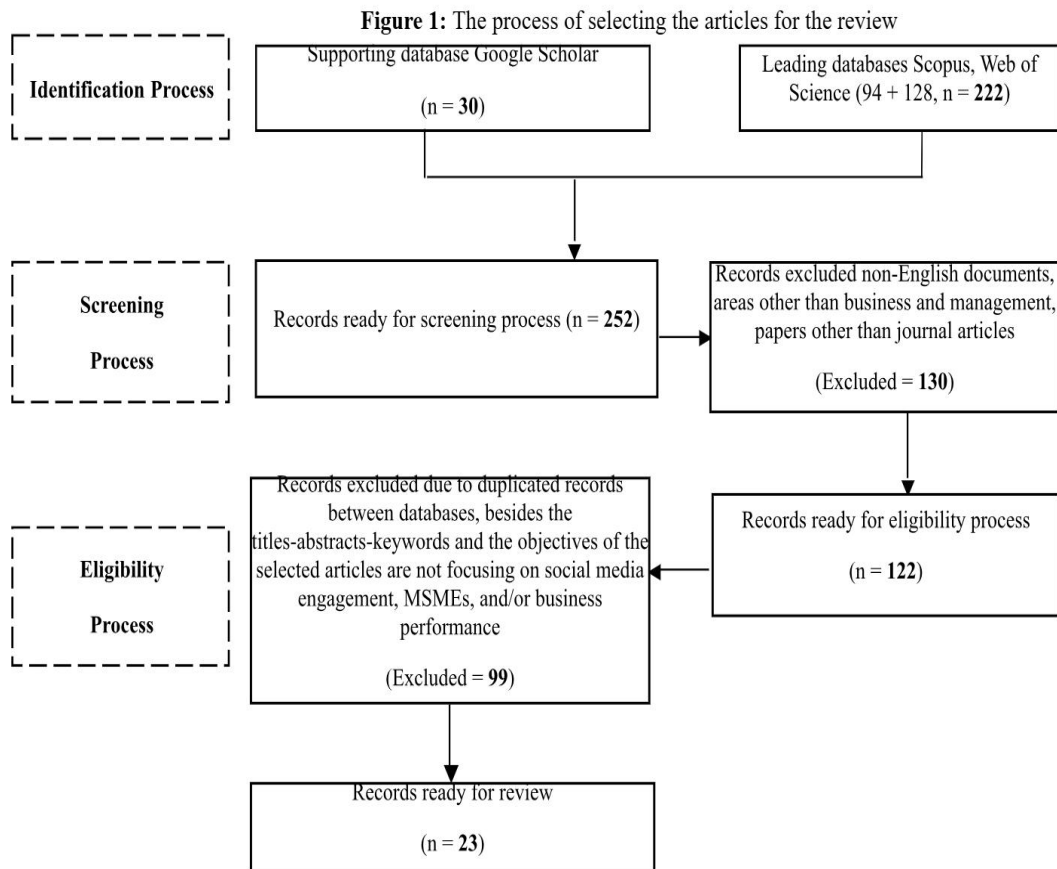 Figure 1: The process of selecting the articles for the review
Identification Process
Supporting database Google Scholar
(n = 30)
Leading databases Scopus, Web of
Science (94 + 128, n = 222)
Screening
Process
Records ready for screening process (n = 252)
Records excluded non-English documents,
areas other than business and management,
papers other than journal articles
(Excluded = 130)
Eligibility
Process
Records excluded due to duplicated records
between databases, besides the
titles-abstracts-keywords and the objectives of the
selected articles are not focusing on social media
engagement, MSMEs, and/or business
performance
(Excluded = 99)
Records ready for eligibility process
(n = 122)
Records ready for review
(n = 23)